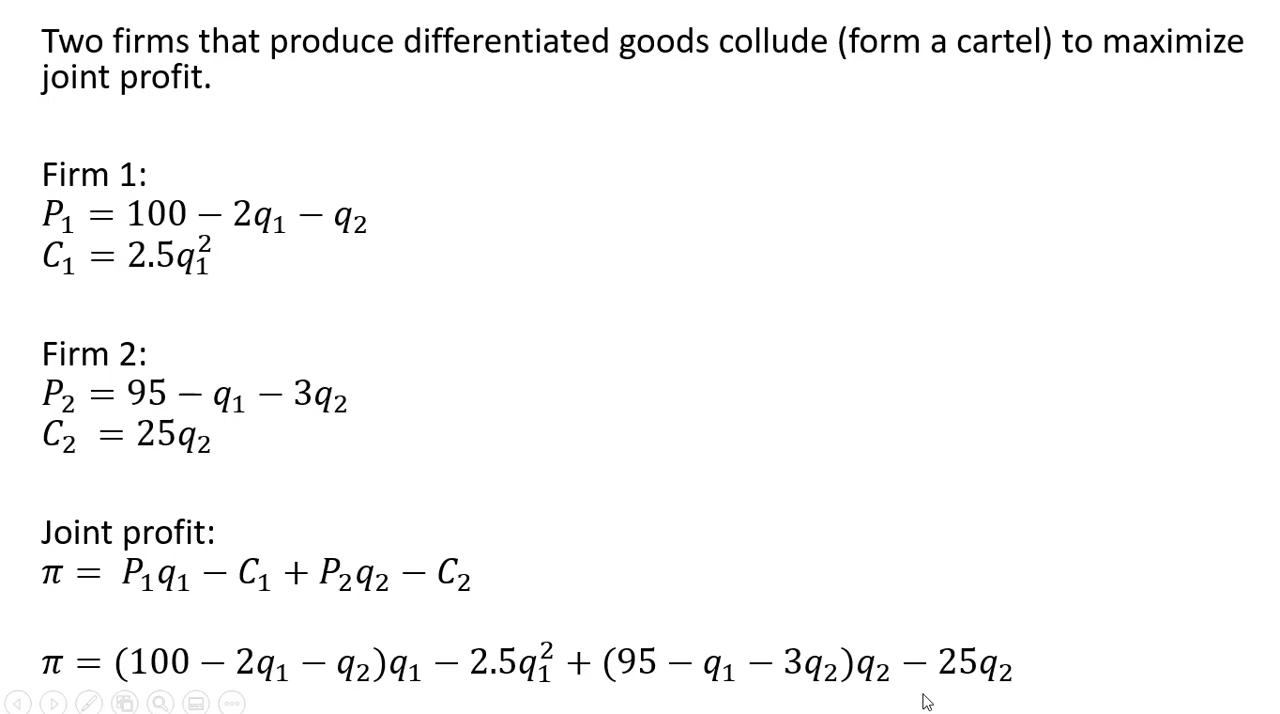 Two firms that produce differentiated goods collude (form a cartel) to maximize
joint profit.
Firm 1:
𝑃₁ = 100 − 2𝑞₁ − 𝑞₂
𝐶₁ = 2.5𝑞₁²
Firm 2:
𝑃₂ = 95 − 𝑞₁ − 3𝑞₂
𝐶₂ = 25𝑞₂
Joint profit:
𝜋 = 𝑃₁𝑞₁ − 𝐶₁ + 𝑃₂𝑞₂ − 𝐶₂
𝜋 = (100 − 2𝑞₁ − 𝑞₂)𝑞₁ − 2.5𝑞₁² + (95 − 𝑞₁ − 3𝑞₂)𝑞₂ − 25𝑞₂